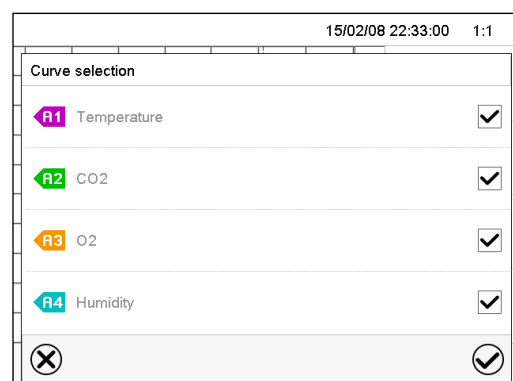 15/02/08 22:33:00 1:1
Curve selection
A1 Temperature
A2 CO2
A3 O2
A4 Humidity